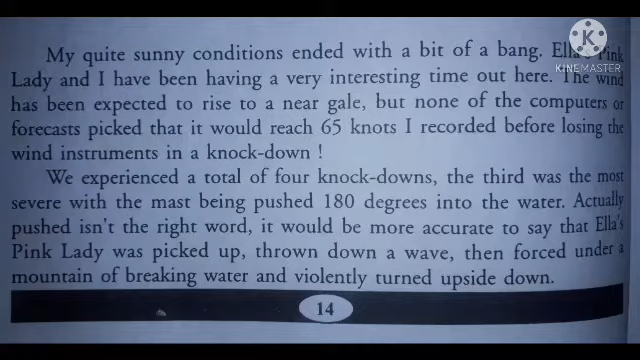 My quite sunny conditions ended with a bit of a bang. Ella's Pink
Lady and I have been having a very interesting time out here. The wind
has been expected to rise to a near gale, but none of the computers or
forecasts picked that it would reach 65 knots I recorded before losing the
wind instruments in a knock-down !
We experienced a total of four knock-downs, the third was the most
severe with the mast being pushed 180 degrees into the water. Actually
pushed isn't the right word, it would be more accurate to say that Ella's
Pink Lady was picked up, thrown down a wave, then forced under a
mountain of breaking water and violently turned upside down.
14
K
KINEMASTER